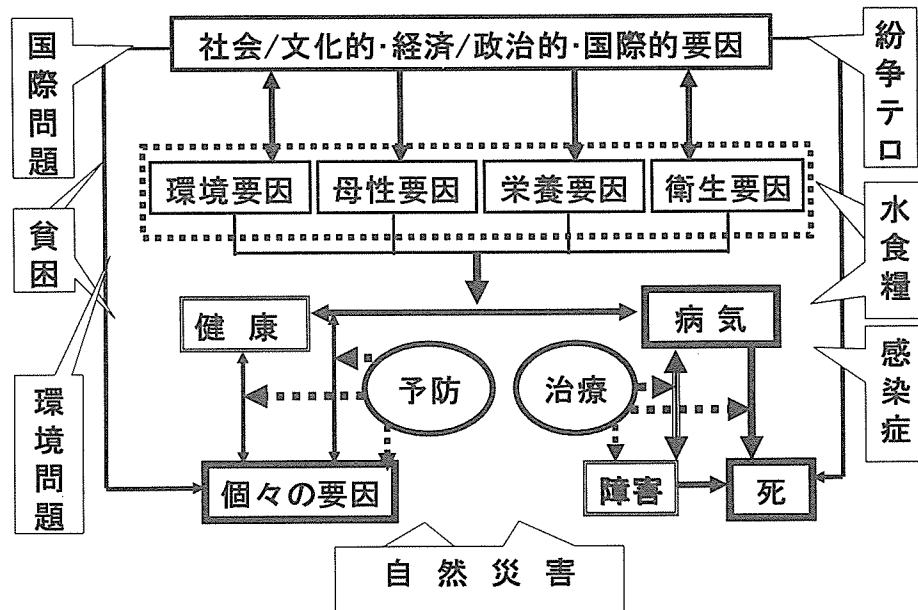 社会/文化的・経済/政治的・国際的要因
国際問題
紛争テロ
環境要因
母性要因
栄養要因
衛生要因
貧困
水食糧
健康
病気
予防
治療
感染症
環境問題
個々の要因
障害
死
自然災害